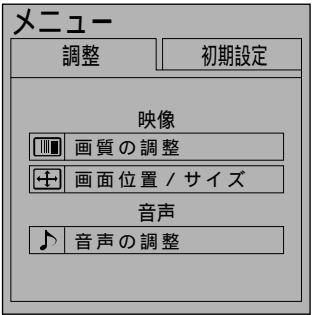 メニュー
調整 初期設定
映像
画質の調整
画面位置/サイズ
音声
音声の調整